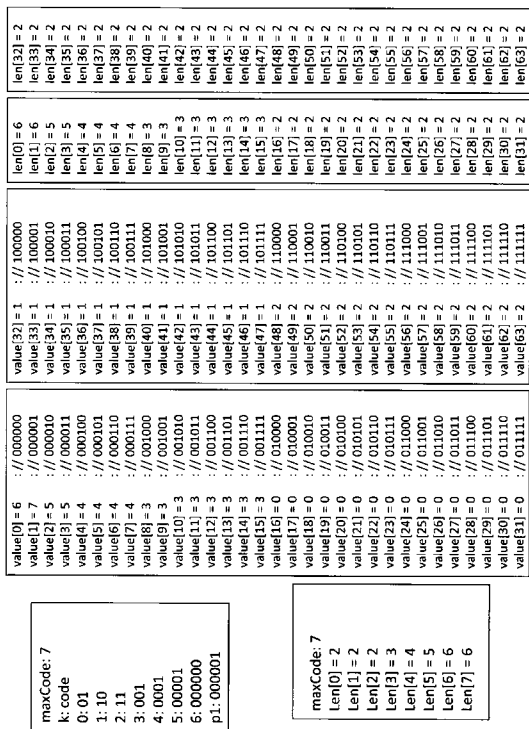 maxCode: 7
k: code
0: 01
1: 10
2: 11
3: 001
4: 0001
5: 00001
6: 000000
p1: 000001
maxCode: 7
Len[0] = 2
Len[1] = 2
Len[2] = 2
Len[3] = 3
Len[4] = 4
Len[5] = 5
Len[6] = 6
Len[7] = 6
value[0] = 6 : // 000000
value[1] = 7 : // 000001
value[2] = 5 : // 000010
value[3] = 5 : // 000011
value[4] = 4 : // 000100
value[5] = 4 : // 000101
value[6] = 4 : // 000110
value[7] = 4 : // 000111
value[8] = 3 : // 001000
value[9] = 3 : // 001001
value[10] = 3 : // 001010
value[11] = 3 : // 001011
value[12] = 3 : // 001100
value[13] = 3 : // 001101
value[14] = 3 : // 001110
value[15] = 3 : // 001111
value[16] = 0 : // 010000
value[17] = 0 : // 010001
value[18] = 0 : // 010010
value[19] = 0 : // 010011
value[20] = 0 : // 010100
value[21] = 0 : // 010101
value[22] = 0 : // 010110
value[23] = 0 : // 010111
value[24] = 0 : // 011000
value[25] = 0 : // 011001
value[26] = 0 : // 011010
value[27] = 0 : // 011011
value[28] = 0 : // 011100
value[29] = 0 : // 011101
value[30] = 0 : // 011110
value[31] = 0 : // 011111
value[32] = 1 : // 100000
value[33] = 1 : // 100001
value[34] = 1 : // 100010
value[35] = 1 : // 100011
value[36] = 1 : // 100100
value[37] = 1 : // 100101
value[38] = 1 : // 100110
value[39] = 1 : // 100111
value[40] = 1 : // 101000
value[41] = 1 : // 101001
value[42] = 1 : // 101010
value[43] = 1 : // 101011
value[44] = 1 : // 101100
value[45] = 1 : // 101101
value[46] = 1 : // 101110
value[47] = 1 : // 101111
value[48] = 2 : // 110000
value[49] = 2 : // 110001
value[50] = 2 : // 110010
value[51] = 2 : // 110011
value[52] = 2 : // 110100
value[53] = 2 : // 110101
value[54] = 2 : // 110110
value[55] = 2 : // 110111
value[56] = 2 : // 111000
value[57] = 2 : // 111001
value[58] = 2 : // 111010
value[59] = 2 : // 111011
value[60] = 2 : // 111100
value[61] = 2 : // 111101
value[62] = 2 : // 111110
value[63] = 2 : // 111111
len[0] = 6
len[1] = 6
len[2] = 5
len[3] = 5
len[4] = 4
len[5] = 4
len[6] = 4
len[7] = 4
len[8] = 3
len[9] = 3
len[10] = 3
len[11] = 3
len[12] = 3
len[13] = 3
len[14] = 3
len[15] = 3
len[16] = 2
len[17] = 2
len[18] = 2
len[19] = 2
len[20] = 2
len[21] = 2
len[22] = 2
len[23] = 2
len[24] = 2
len[25] = 2
len[26] = 2
len[27] = 2
len[28] = 2
len[29] = 2
len[30] = 2
len[31] = 2
len[32] = 2
len[33] = 2
len[34] = 2
len[35] = 2
len[36] = 2
len[37] = 2
len[38] = 2
len[39] = 2
len[40] = 2
len[41] = 2
len[42] = 2
len[43] = 2
len[44] = 2
len[45] = 2
len[46] = 2
len[47] = 2
len[48] = 2
len[49] = 2
len[50] = 2
len[51] = 2
len[52] = 2
len[53] = 2
len[54] = 2
len[55] = 2
len[56] = 2
len[57] = 2
len[58] = 2
len[59] = 2
len[60] = 2
len[61] = 2
len[62] = 2
len[63] = 2